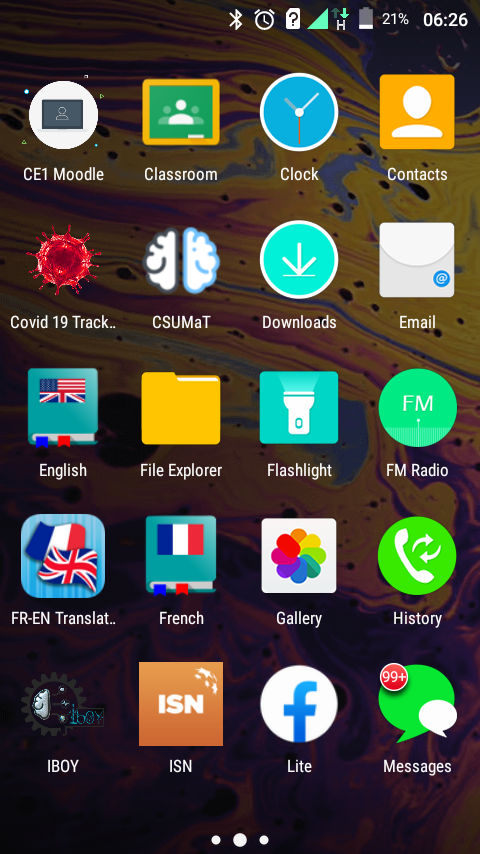 H 21% 06:26
CE1 Moodle Classroom Clock Contacts
@
Covid 19 Track.. CSUMaT Downloads Email
FM
English File Explorer Flashlight FM Radio
FR-EN Translat.. French Gallery History
ISN 99+
1boy
IBOY ISN Lite Messages